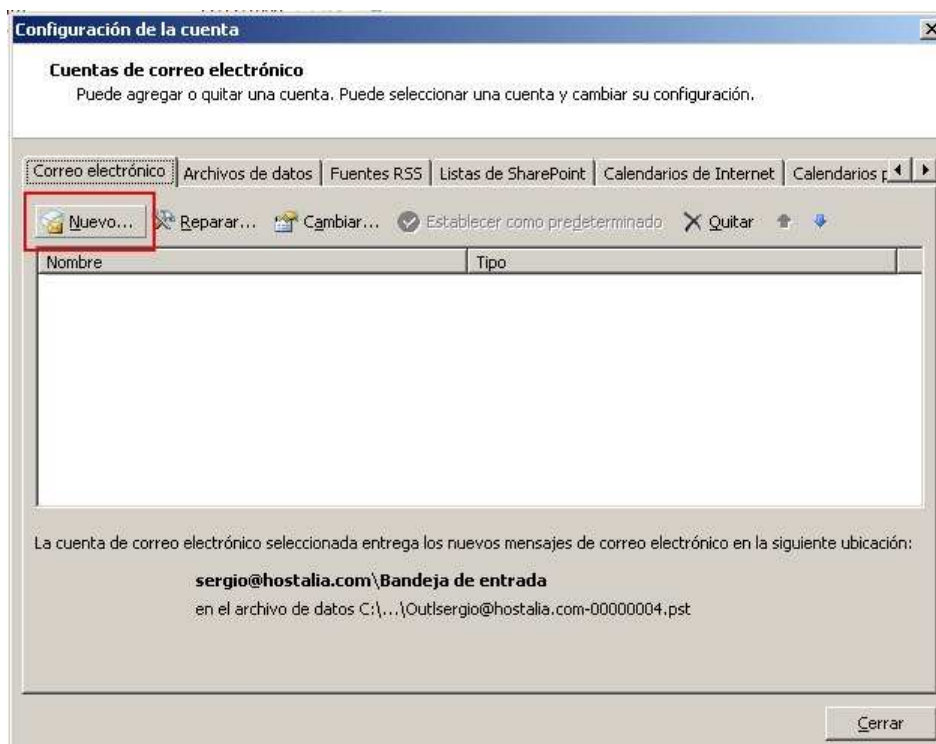 Configuración de la cuenta
Cuentas de correo electrónico
Puede agregar o quitar una cuenta. Puede seleccionar una cuenta y cambiar su configuración.
Correo electrónico Archivos de datos Fuentes RSS Listas de SharePoint Calendarios de Internet Calendarios
Nuevo... Reparar... Cambiar... Establecer como predeterminado Quitar
Nombre Tipo
La cuenta de correo electrónico seleccionada entrega los nuevos mensajes de correo electrónico en la siguiente ubicación:
sergio@hostalia.com\Bandeja de entrada
en el archivo de datos C:\...\Outlsergio@hostalia.com-00000004.pst
Cerrar